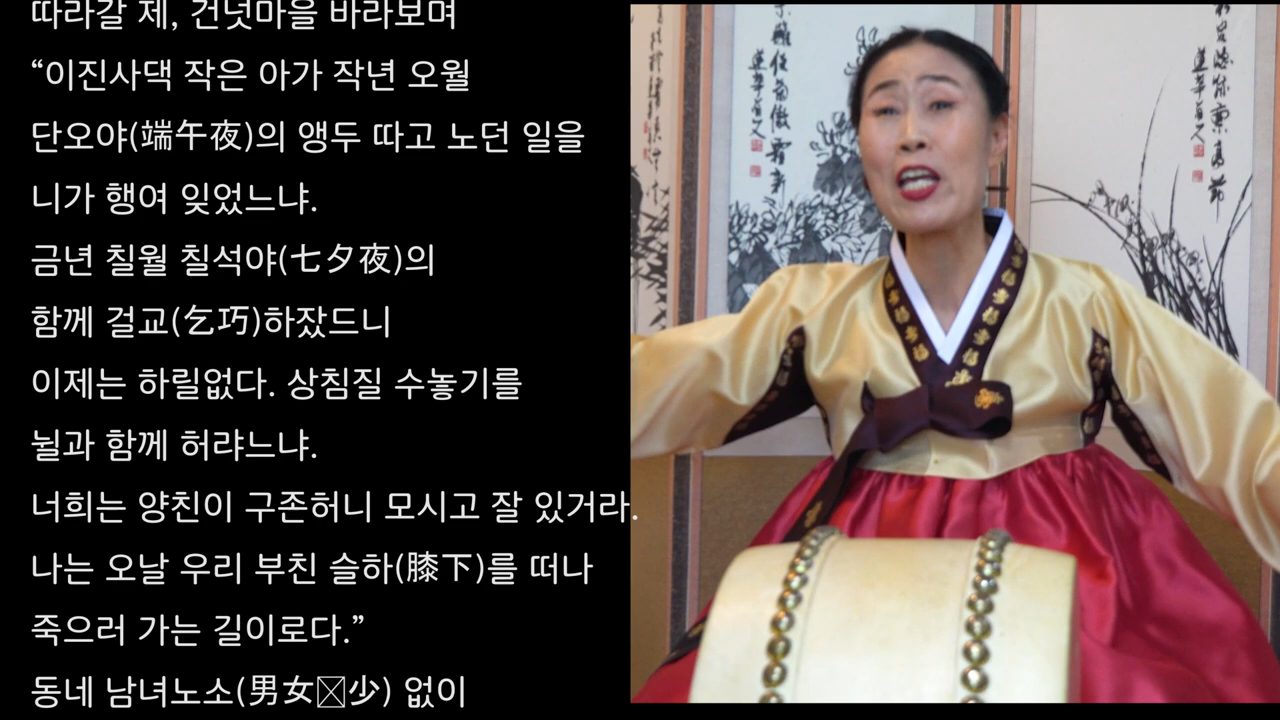 따라갈 제, 건넛마을 바라보며
“이진사댁 작은 아가 작년 오월
단오야(端午夜)의 앵두 따고 노던 일을
니가 행여 잊었느냐.
금년 칠월 칠석야(七夕夜)의
함께 걸교(乞巧)하잤드니
이제는 하릴없다. 상침질 수놓기를
뉠과 함께 허랴느냐.
너희는 양친이 구존허니 모시고 잘 있거라.
나는 오날 우리 부친 슬하(膝下)를 떠나
죽으러 가는 길이로다.”
동네 남녀노소(男女☒少) 없이